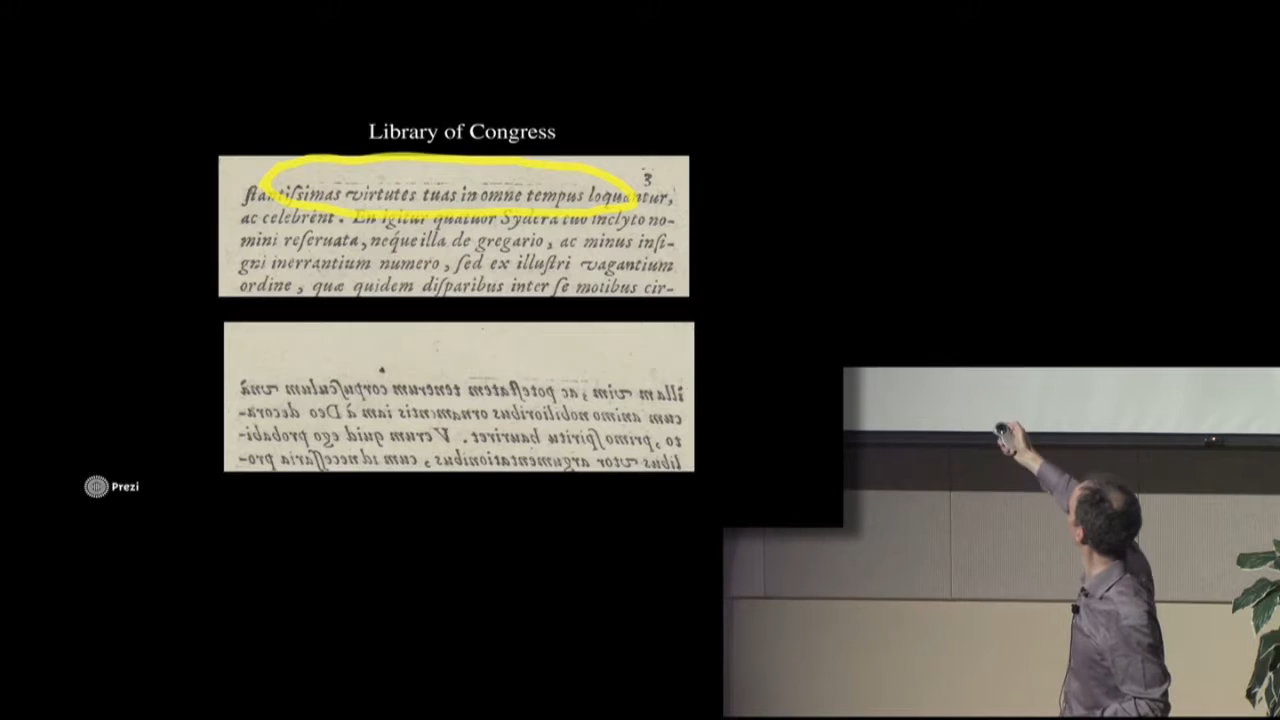 Library of Congress
3
ſtantiſsimas virtutes tuas in omne tempus loquantur,
ac celebrent. En igitur quatuor Sydera tuo inclyto no-
mini reſeruata, neque illa de gregario, ac minus inſi-
gni inerrantium numero, ſed ex illuſtri vagantium
ordine, quæ quidem diſparibus inter ſe motibus cir-
illam vim, ac poteſtatem tenerum corpuſculum vnà
cum animo nobilioribus ornamentis iam à Deo decora-
to, primo ſpiritu hauriret. Verum quid ego probabi-
libus vtor argumentationibus, cum id neceſſaria pro-
Prezi